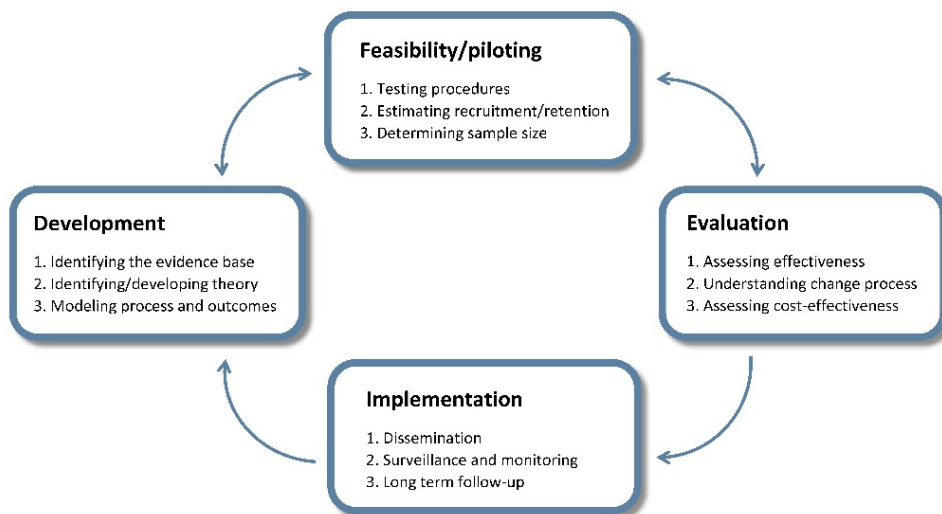 Feasibility/piloting
1. Testing procedures
2. Estimating recruitment/retention
3. Determining sample size
Development
1. Identifying the evidence base
2. Identifying/developing theory
3. Modeling process and outcomes
Evaluation
1. Assessing effectiveness
2. Understanding change process
3. Assessing cost-effectiveness
Implementation
1. Dissemination
2. Surveillance and monitoring
3. Long term follow-up